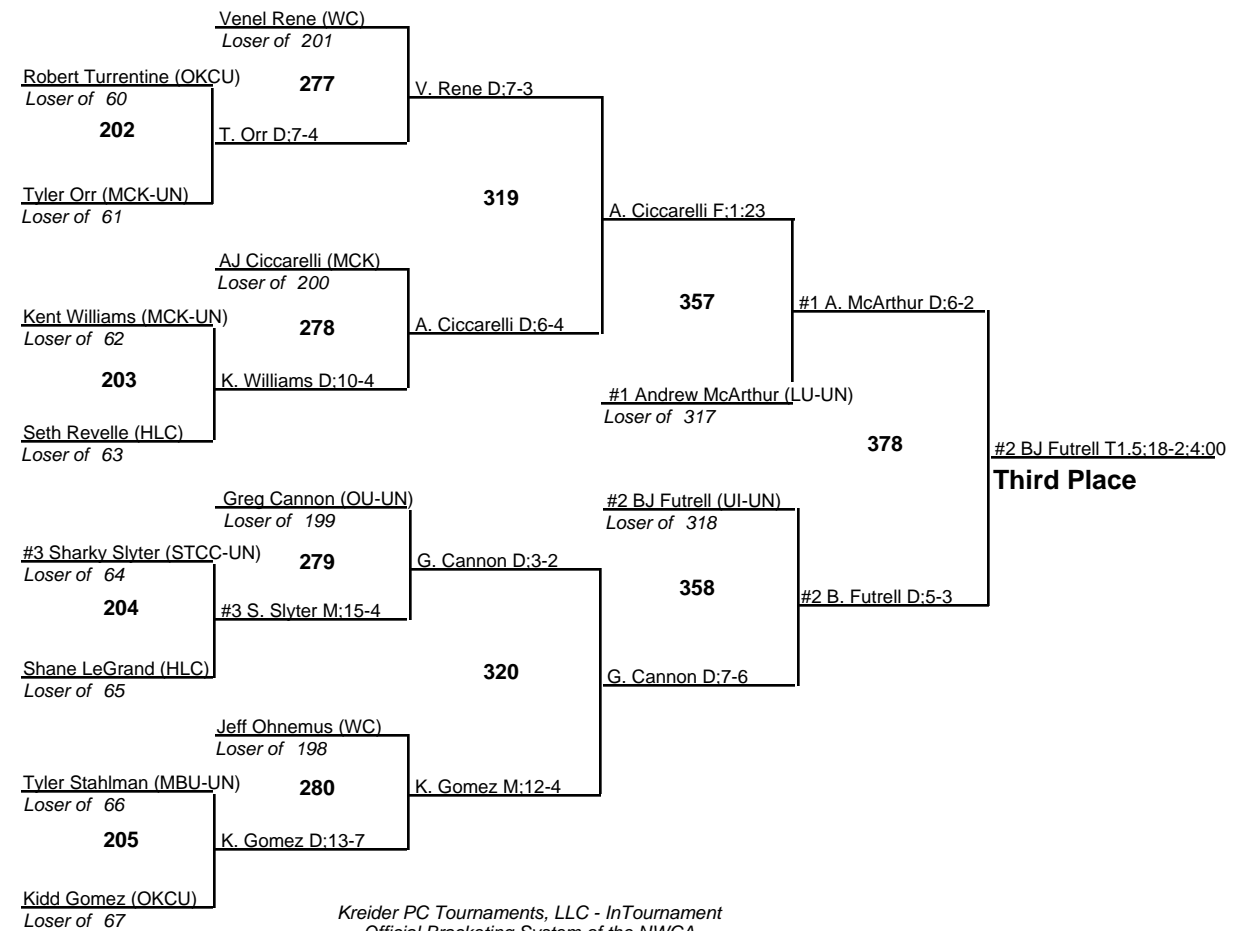 Venel Rene (WC)
Loser of 201
Robert Turrentine (OKCU)
Loser of 60
277
V. Rene D;7-3
202
T. Orr D;7-4
Tyler Orr (MCK-UN)
Loser of 61
319
A. Ciccarelli F;1:23
AJ Ciccarelli (MCK)
Loser of 200
Kent Williams (MCK-UN)
Loser of 62
278
A. Ciccarelli D;6-4
357
#1 A. McArthur D;6-2
203
K. Williams D;10-4
#1 Andrew McArthur (LU-UN)
Loser of 317
Seth Revelle (HLC)
Loser of 63
378
#2 BJ Futrell T1.5;18-2;4:00
Third Place
Greg Cannon (OU-UN)
Loser of 199
#2 BJ Futrell (UI-UN)
Loser of 318
#3 Sharky Slyter (STCC-UN)
Loser of 64
279
G. Cannon D;3-2
358
#2 B. Futrell D;5-3
204
#3 S. Slyter M;15-4
Shane LeGrand (HLC)
Loser of 65
320
G. Cannon D;7-6
Jeff Ohnemus (WC)
Loser of 198
Tyler Stahlman (MBU-UN)
Loser of 66
280
K. Gomez M;12-4
205
K. Gomez D;13-7
Kidd Gomez (OKCU)
Loser of 67
Kreider PC Tournaments, LLC - InTournament
Official Bracketing System of the NWCA